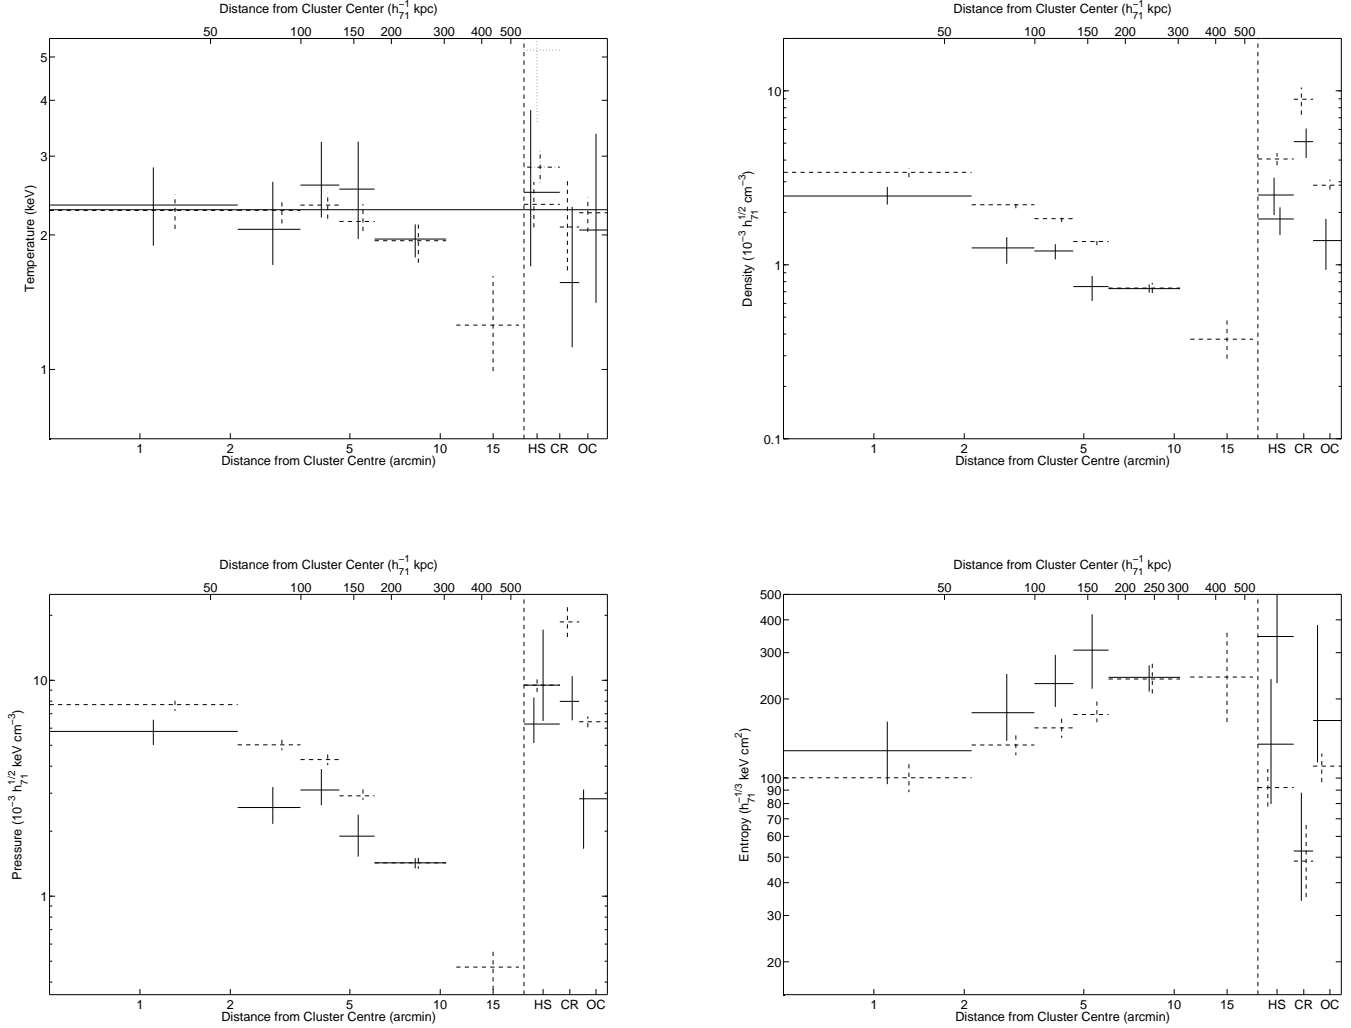 Distance from Cluster Center (h_71^−1 kpc)
50 100 150 200 300 400 500
Temperature (keV)
5
4
3
2
1
1 2 5 10 15 HS CR OC
Distance from Cluster Centre (arcmin)
Distance from Cluster Center (h_71^−1 kpc)
50 100 150 200 300 400 500
Density (10^−3 h_71^1/2 cm^−3)
10
1
0.1
1 2 5 10 15 HS CR OC
Distance from Cluster Centre (arcmin)
Distance from Cluster Center (h_71^−1 kpc)
50 100 150 200 300 400 500
Pressure (10^−3 h_71^1/2 keV cm^−3)
10
1
1 2 5 10 15 HS CR OC
Distance from Cluster Centre (arcmin)
Distance from Cluster Center (h_71^−1 kpc)
50 100 150 200 250 300 400 500
Entropy (h_71^−1/3 keV cm^2)
500
400
300
200
100
90
80
70
60
50
40
30
20
1 2 5 10 15 HS CR OC
Distance from Cluster Centre (arcmin)